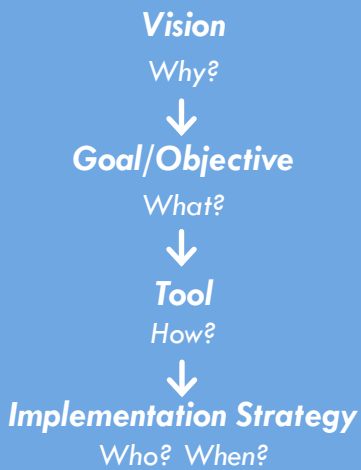 Vision
Why?
Goal/Objective
What?
Tool
How?
Implementation Strategy
Who? When?